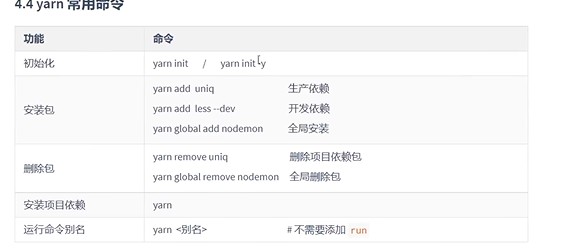 4.4 yarn 常用命令
功能 命令
初始化 yarn init / yarn init -y
安装包
yarn add uniq 生产依赖
yarn add less --dev 开发依赖
yarn global add nodemon 全局安装
删除包
yarn remove uniq 删除项目依赖包
yarn global remove nodemon 全局删除包
安装项目依赖 yarn
运行命令别名 yarn <别名> # 不需要添加 run